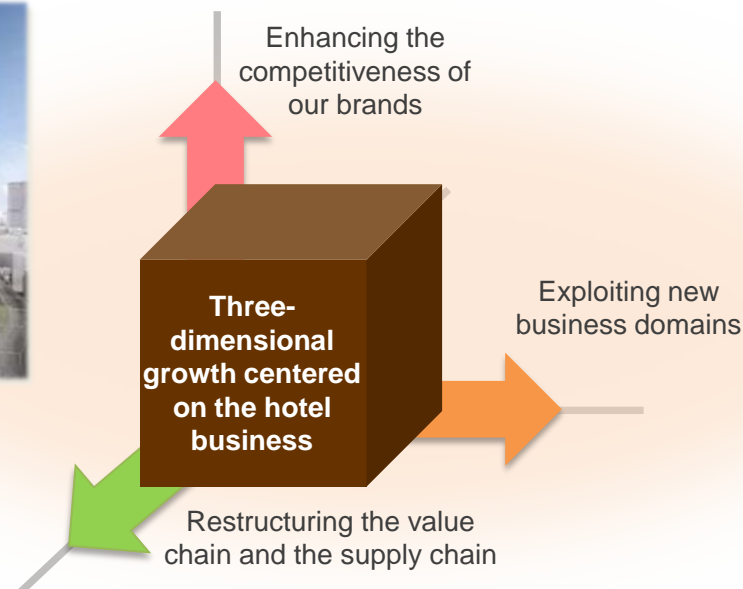 Enhancing the
competitiveness of
our brands
Three-
dimensional
growth centered
on the hotel
business
Exploiting new
business domains
Restructuring the value
chain and the supply chain